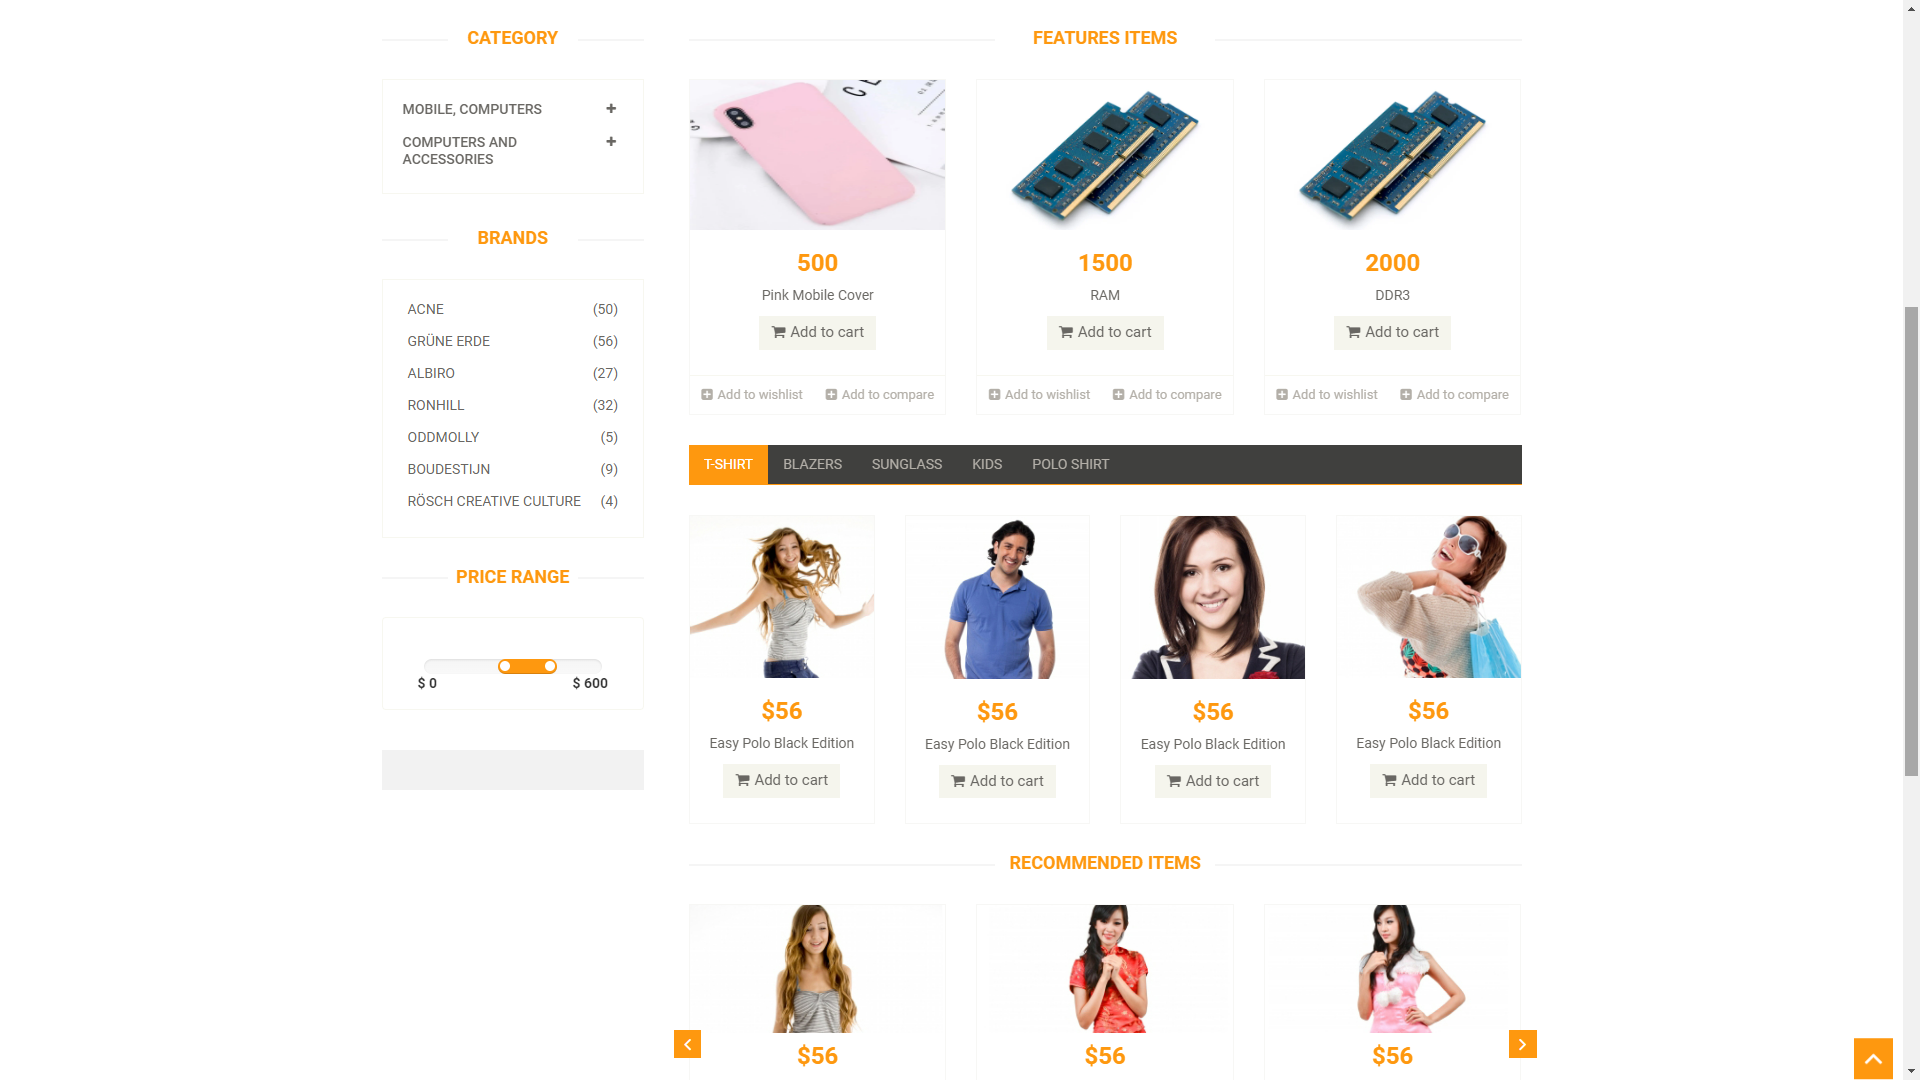 CATEGORY
MOBILE, COMPUTERS
COMPUTERS AND
ACCESSORIES
BRANDS
ACNE (50)
GRÜNE ERDE (56)
ALBIRO (27)
RONHILL (32)
ODDMOLLY (5)
BOUDESTIJN (9)
RÖSCH CREATIVE CULTURE (4)
PRICE RANGE
$ 0 $ 600
FEATURES ITEMS
500 1500 2000
Pink Mobile Cover RAM DDR3
Add to cart Add to cart Add to cart
Add to wishlist Add to compare Add to wishlist Add to compare Add to wishlist Add to compare
T-SHIRT BLAZERS SUNGLASS KIDS POLO SHIRT
$56 $56 $56 $56
Easy Polo Black Edition Easy Polo Black Edition Easy Polo Black Edition Easy Polo Black Edition
Add to cart Add to cart Add to cart Add to cart
RECOMMENDED ITEMS
$56 $56 $56